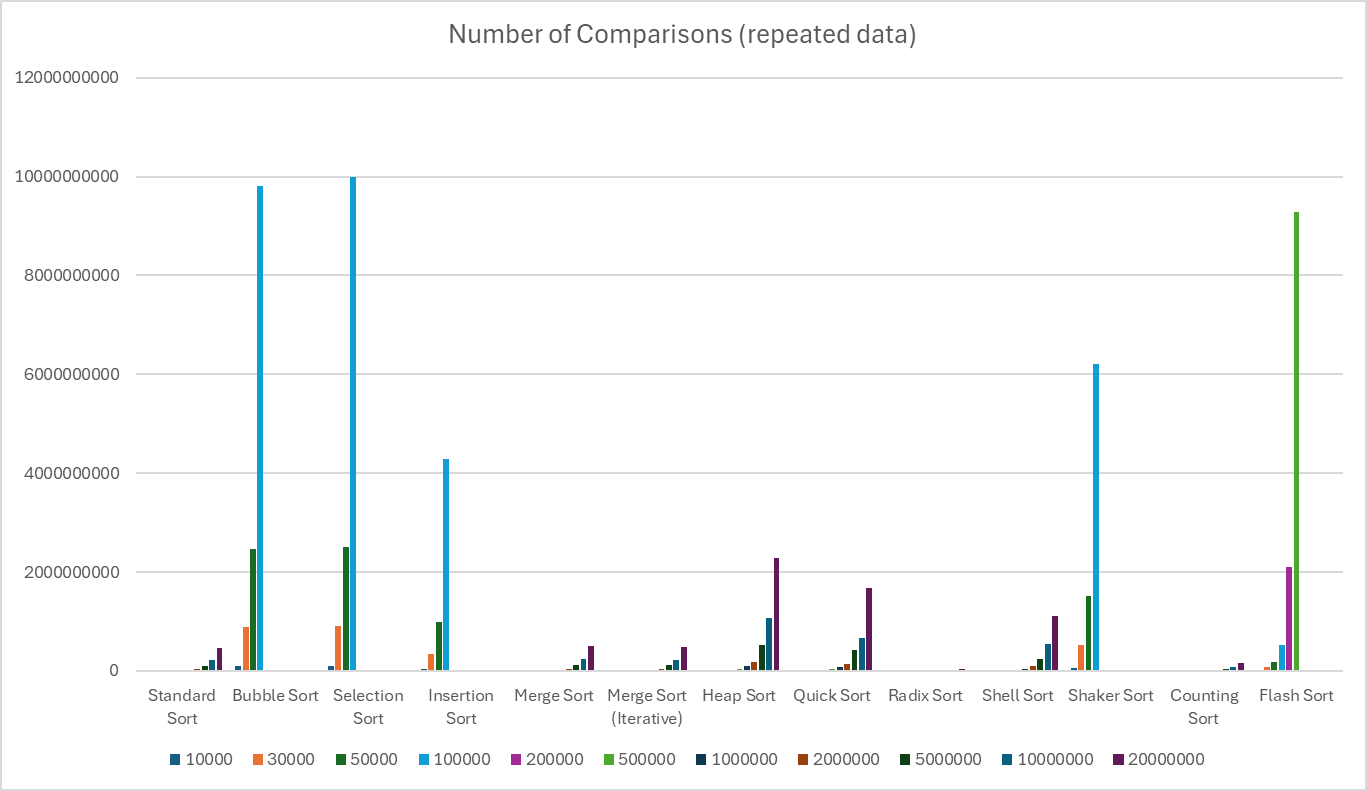 Number of Comparisons (repeated data)
12000000000
10000000000
8000000000
6000000000
4000000000
2000000000
0
Standard Sort
Bubble Sort
Selection Sort
Insertion Sort
Merge Sort
Merge Sort (Iterative)
Heap Sort
Quick Sort
Radix Sort
Shell Sort
Shaker Sort
Counting Sort
Flash Sort
10000 30000 50000 100000 200000 500000 1000000 2000000 5000000 10000000 20000000